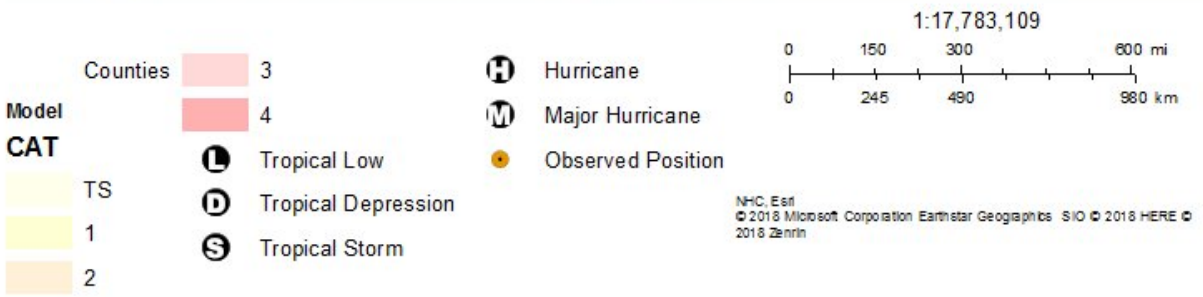 Counties
Model
CAT
TS
1
2
3
4
L Tropical Low
D Tropical Depression
S Tropical Storm
H Hurricane
M Major Hurricane
Observed Position
1:17,783,109
0 150 300 600 mi
0 245 490 980 km
NHC, Esri
© 2018 Microsoft Corporation Earthstar Geographics SIO © 2018 HERE ©
2018 Zenrin